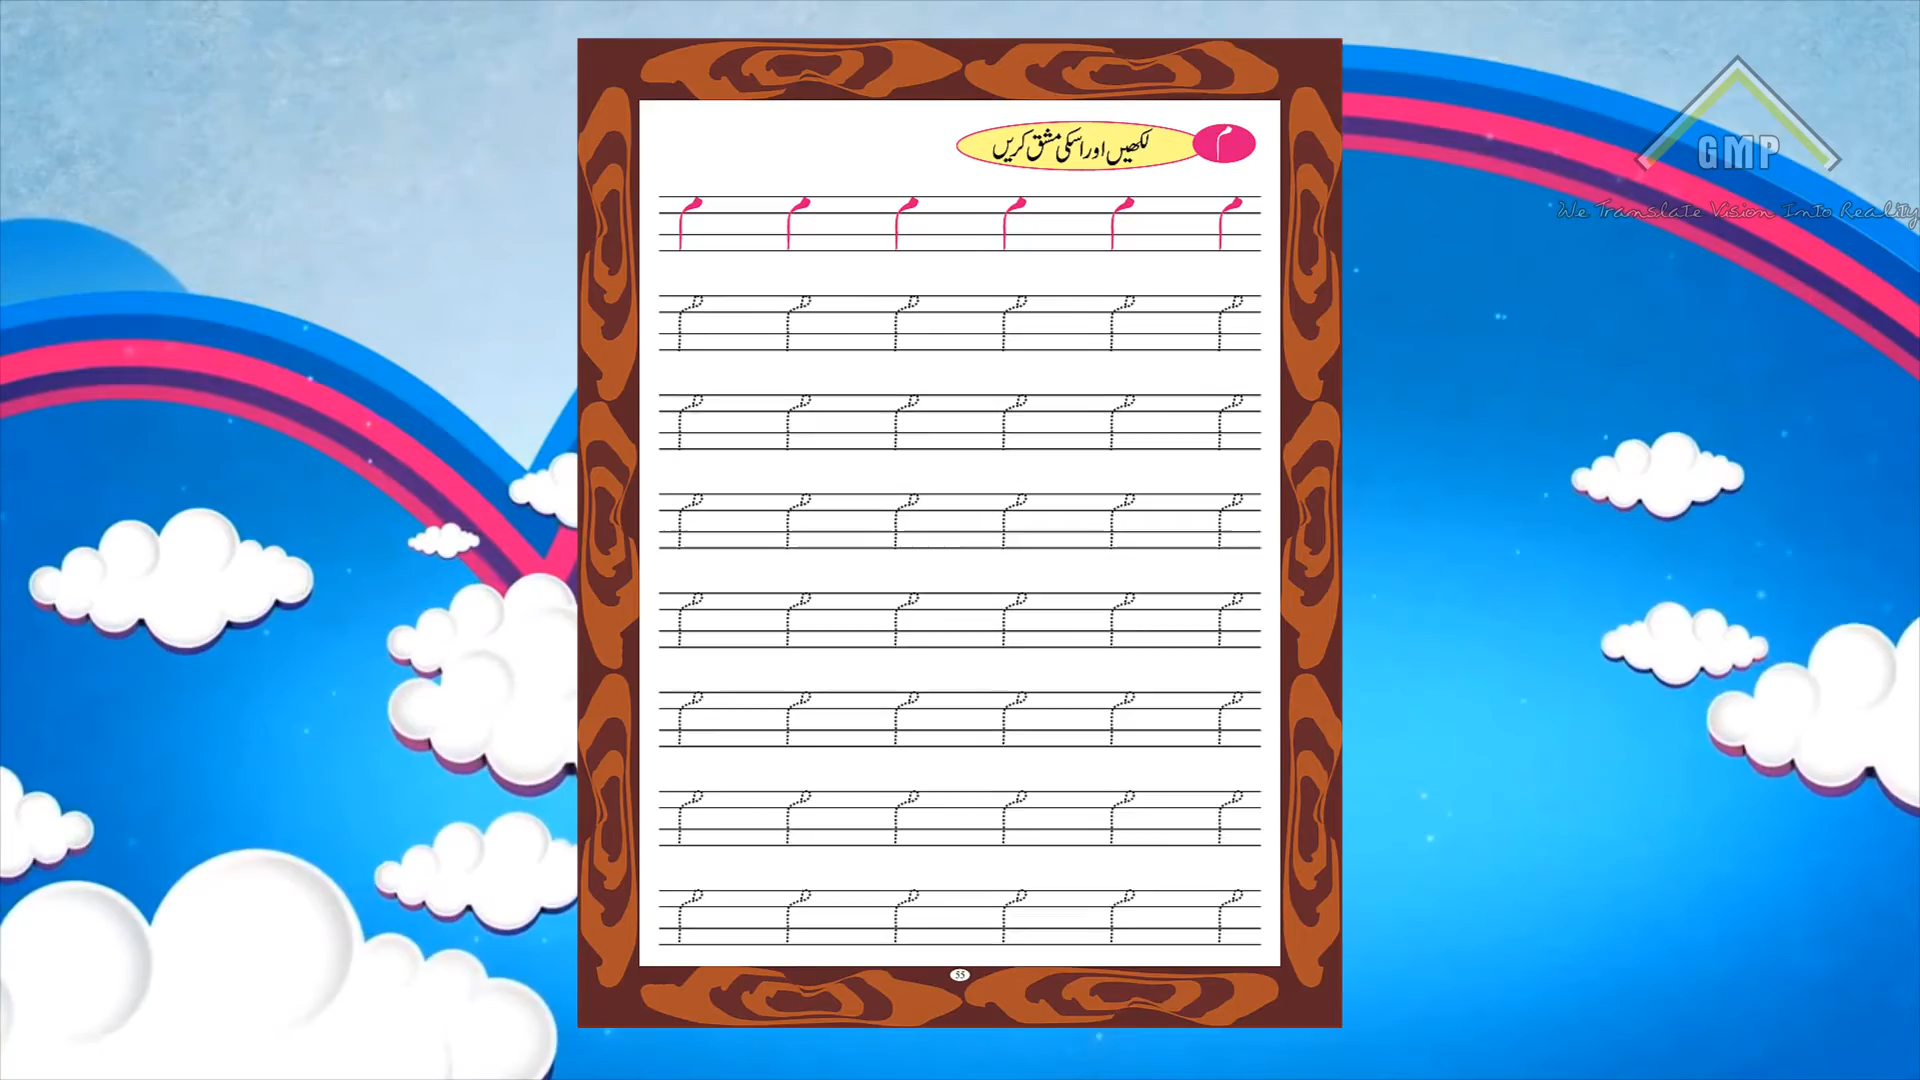 م لکھیں اور اسکی مشق کریں
م م م م م م
م م م م م م
م م م م م م
م م م م م م
م م م م م م
م م م م م م
م م م م م م
م م م م م م
55
GMP
We Translate Vision Into Reality